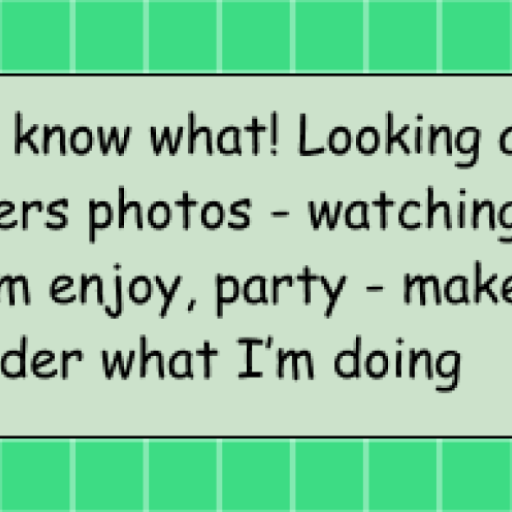 know what! Looking
ers photos - watching
m enjoy, party - make
der what I'm doing